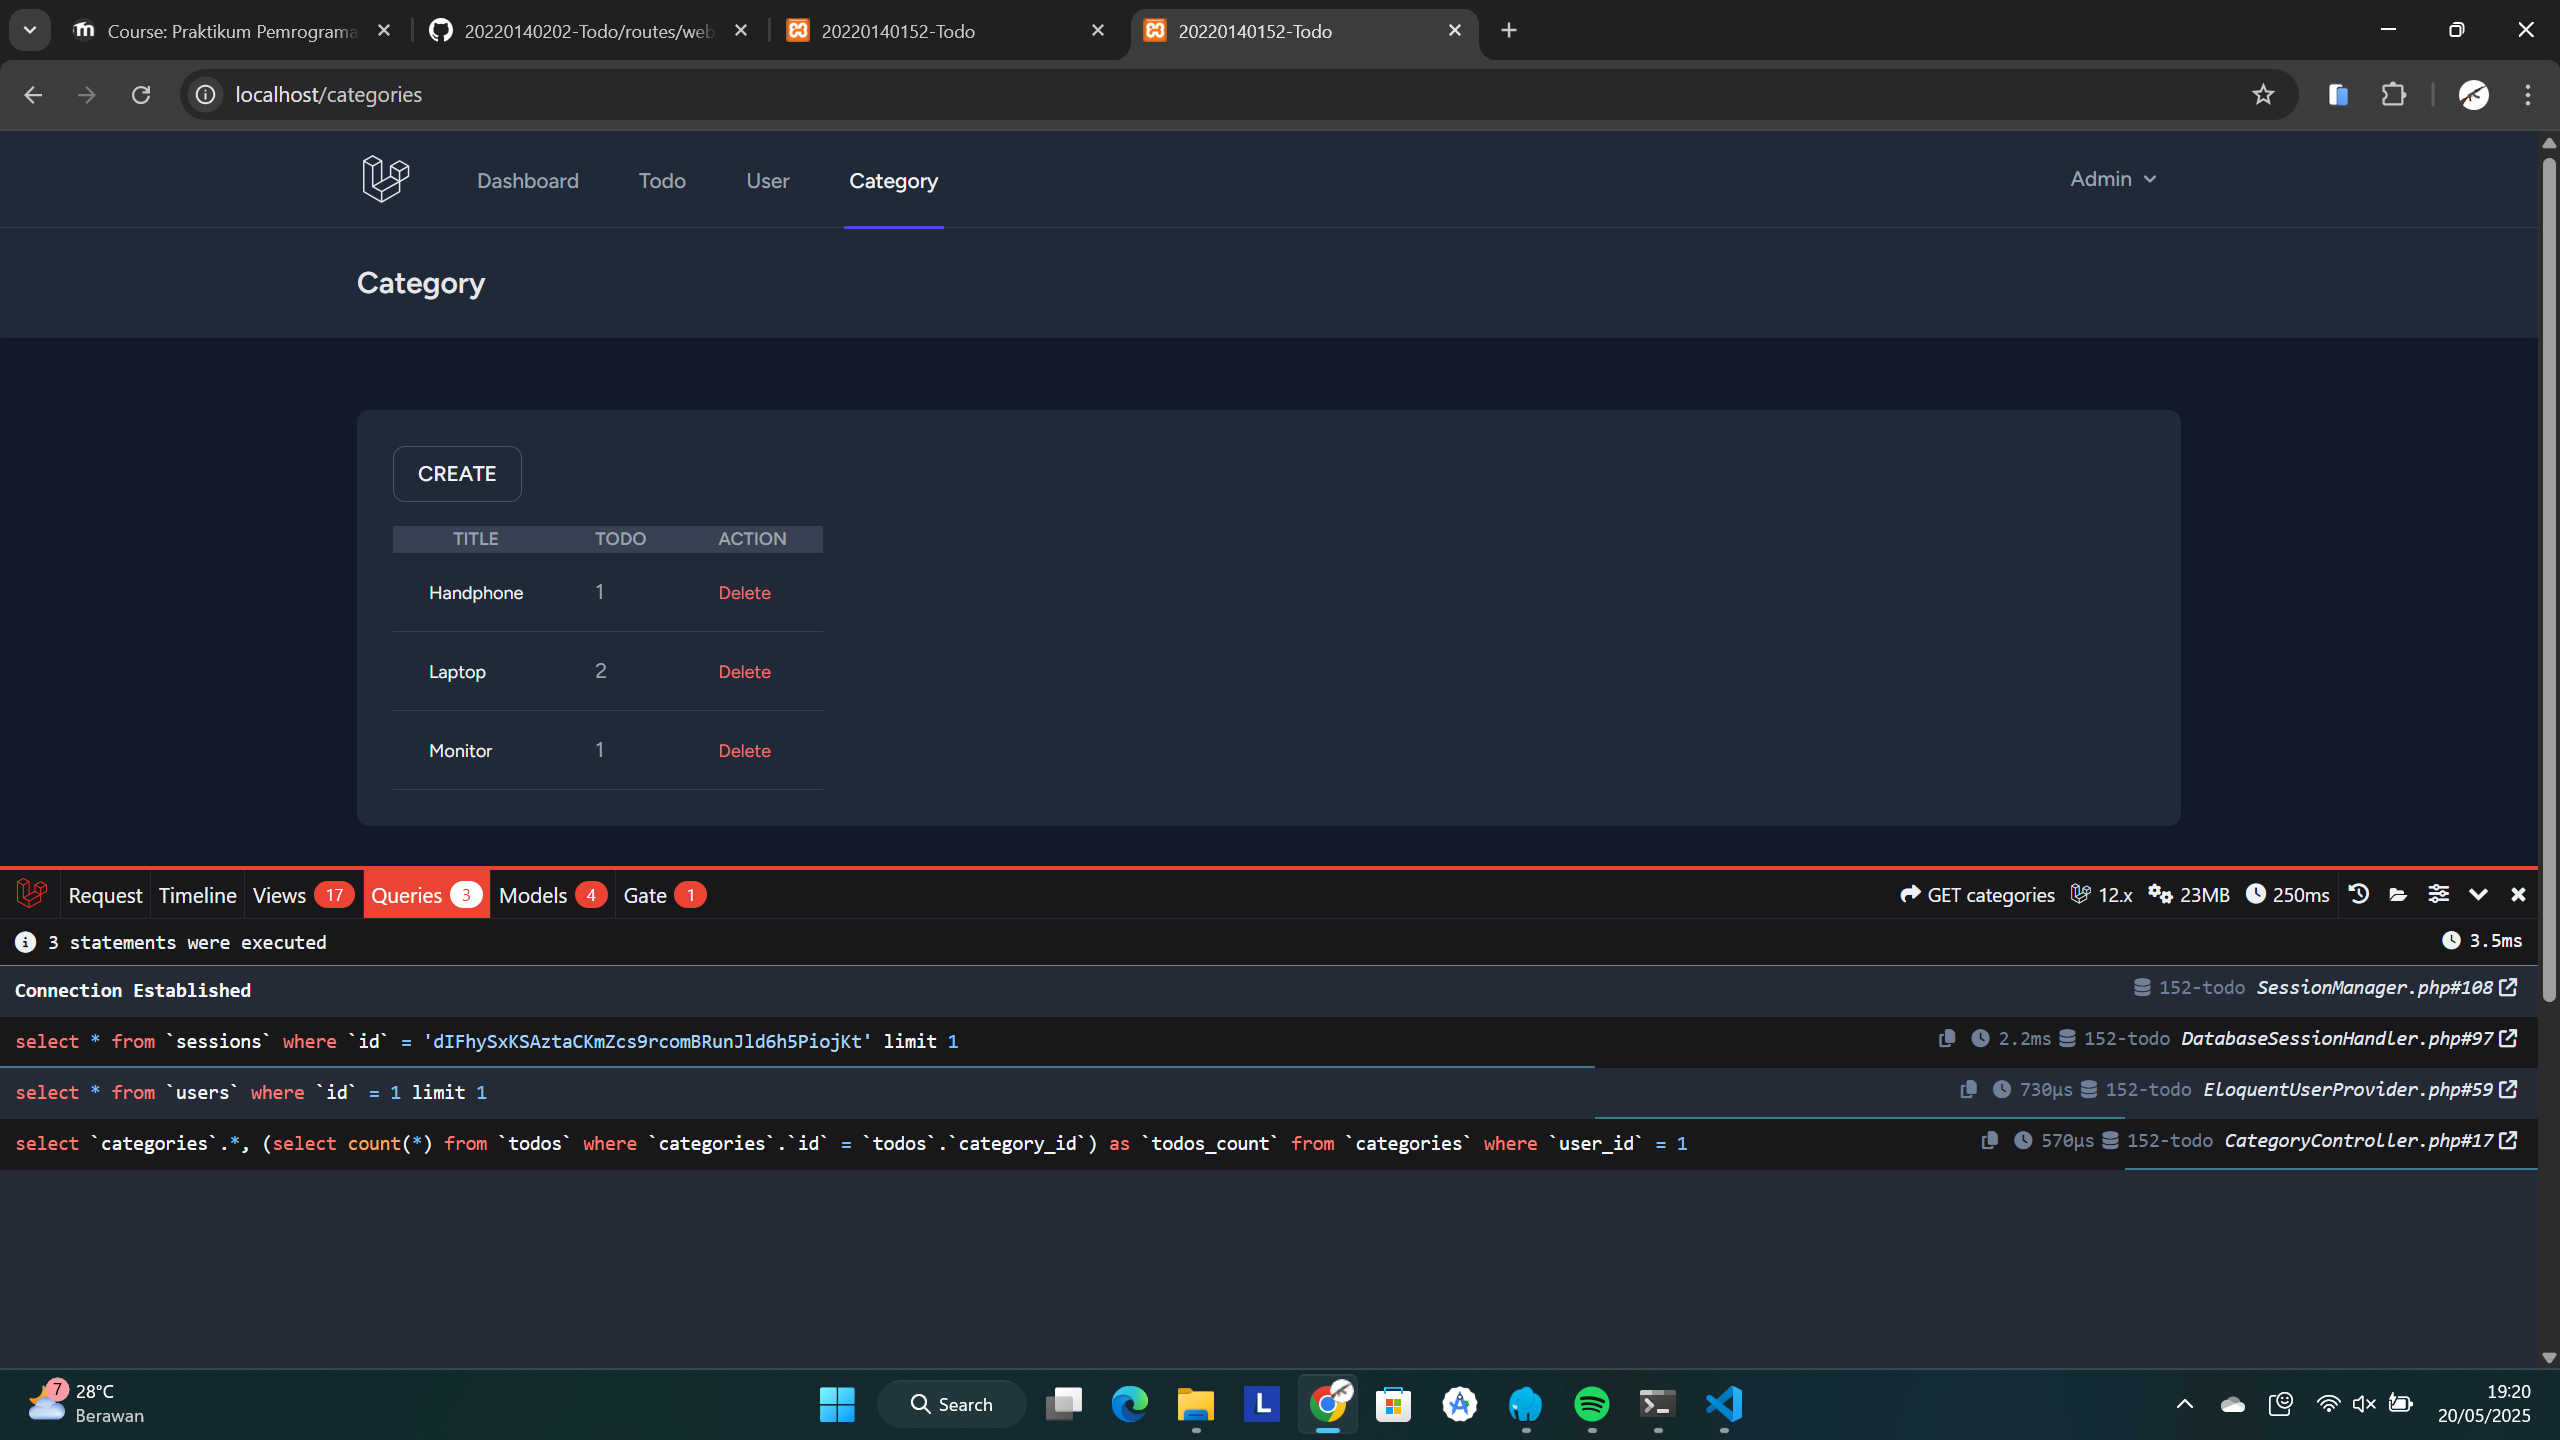 Course: Praktikum Pemrograma
20220140202-Todo/routes/web
20220140152-Todo
20220140152-Todo
localhost/categories
Dashboard Todo User Category Admin
Category
CREATE
TITLE TODO ACTION
Handphone 1 Delete
Laptop 2 Delete
Monitor 1 Delete
Request Timeline Views 17 Queries 3 Models 4 Gate 1 GET categories 12.x 23MB 250ms
3 statements were executed 3.5ms
Connection Established 152-todo SessionManager.php#108
select * from `sessions` where `id` = 'dIFhySxKSAztaCKmZcs9rcomBRunJld6h5PiojKt' limit 1 2.2ms 152-todo DatabaseSessionHandler.php#97
select * from `users` where `id` = 1 limit 1 730μs 152-todo EloquentUserProvider.php#59
select `categories`.*, (select count(*) from `todos` where `categories`.`id` = `todos`.`category_id`) as `todos_count` from `categories` where `user_id` = 1 570μs 152-todo CategoryController.php#17
7 28°C
Berawan
Search
L
19:20
20/05/2025